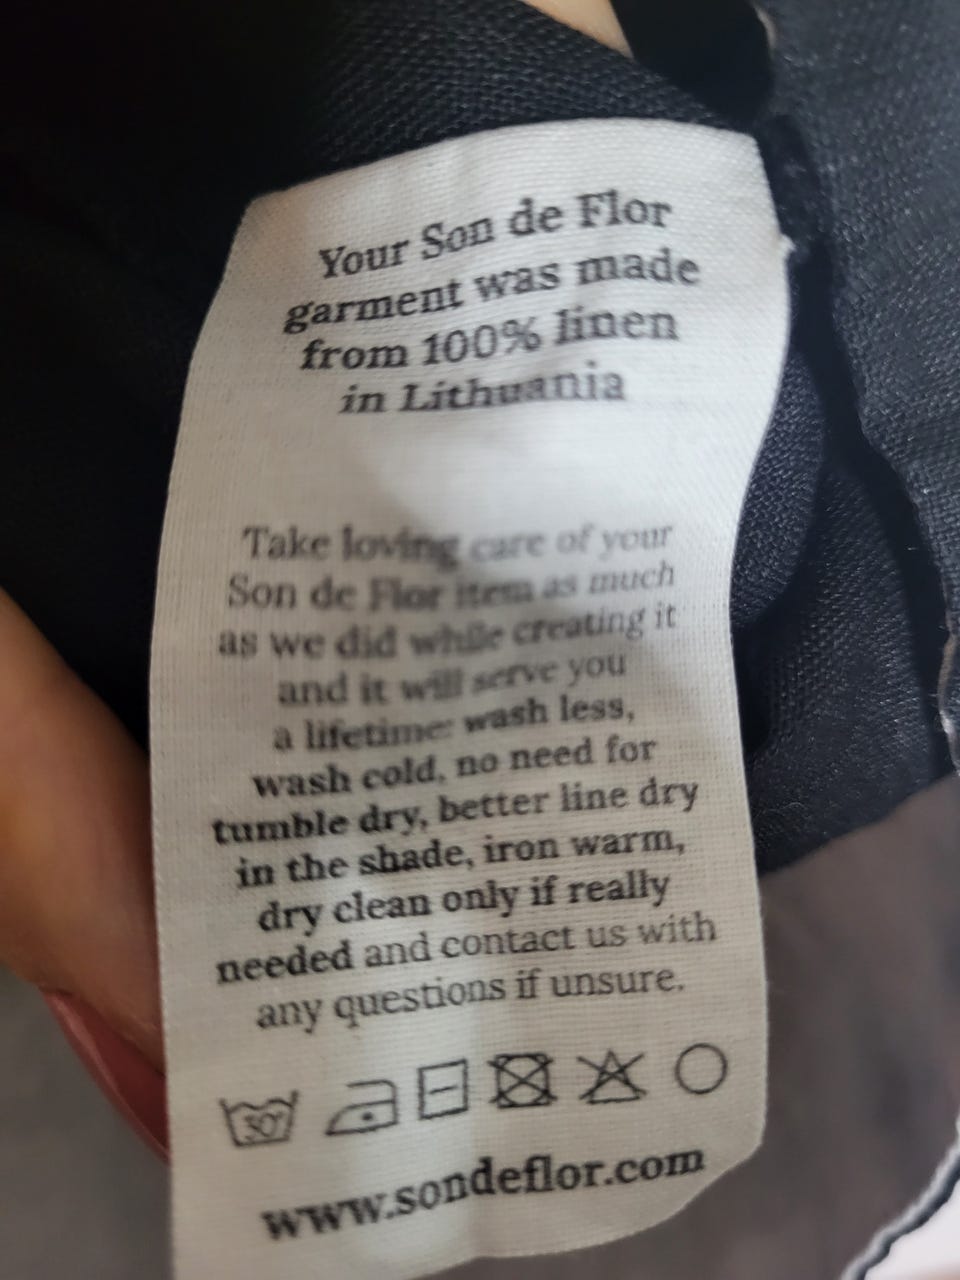 Your Son de Flor
garment was made
from 100% linen
in Lithuania
Take loving care of your
Son de Flor item as much
as we did while creating it
and it will serve you
a lifetime: wash less,
wash cold, no need for
tumble dry, better line dry
in the shade, iron warm,
dry clean only if really
needed and contact us with
any questions if unsure.
30°
www.sondeflor.com